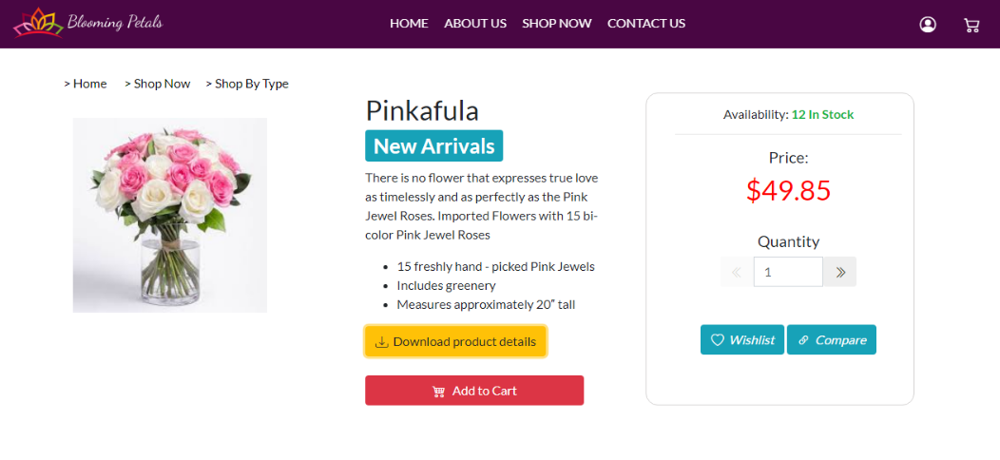 Blooming Petals
HOME ABOUT US SHOP NOW CONTACT US
> Home > Shop Now > Shop By Type
Pinkafula
New Arrivals
There is no flower that expresses true love
as timelessly and as perfectly as the Pink
Jewel Roses. Imported Flowers with 15 bi-
color Pink Jewel Roses
15 freshly hand - picked Pink Jewels
Includes greenery
Measures approximately 20" tall
Download product details
Add to Cart
Availability: 12 In Stock
Price:
$49.85
Quantity
1
Wishlist
Compare